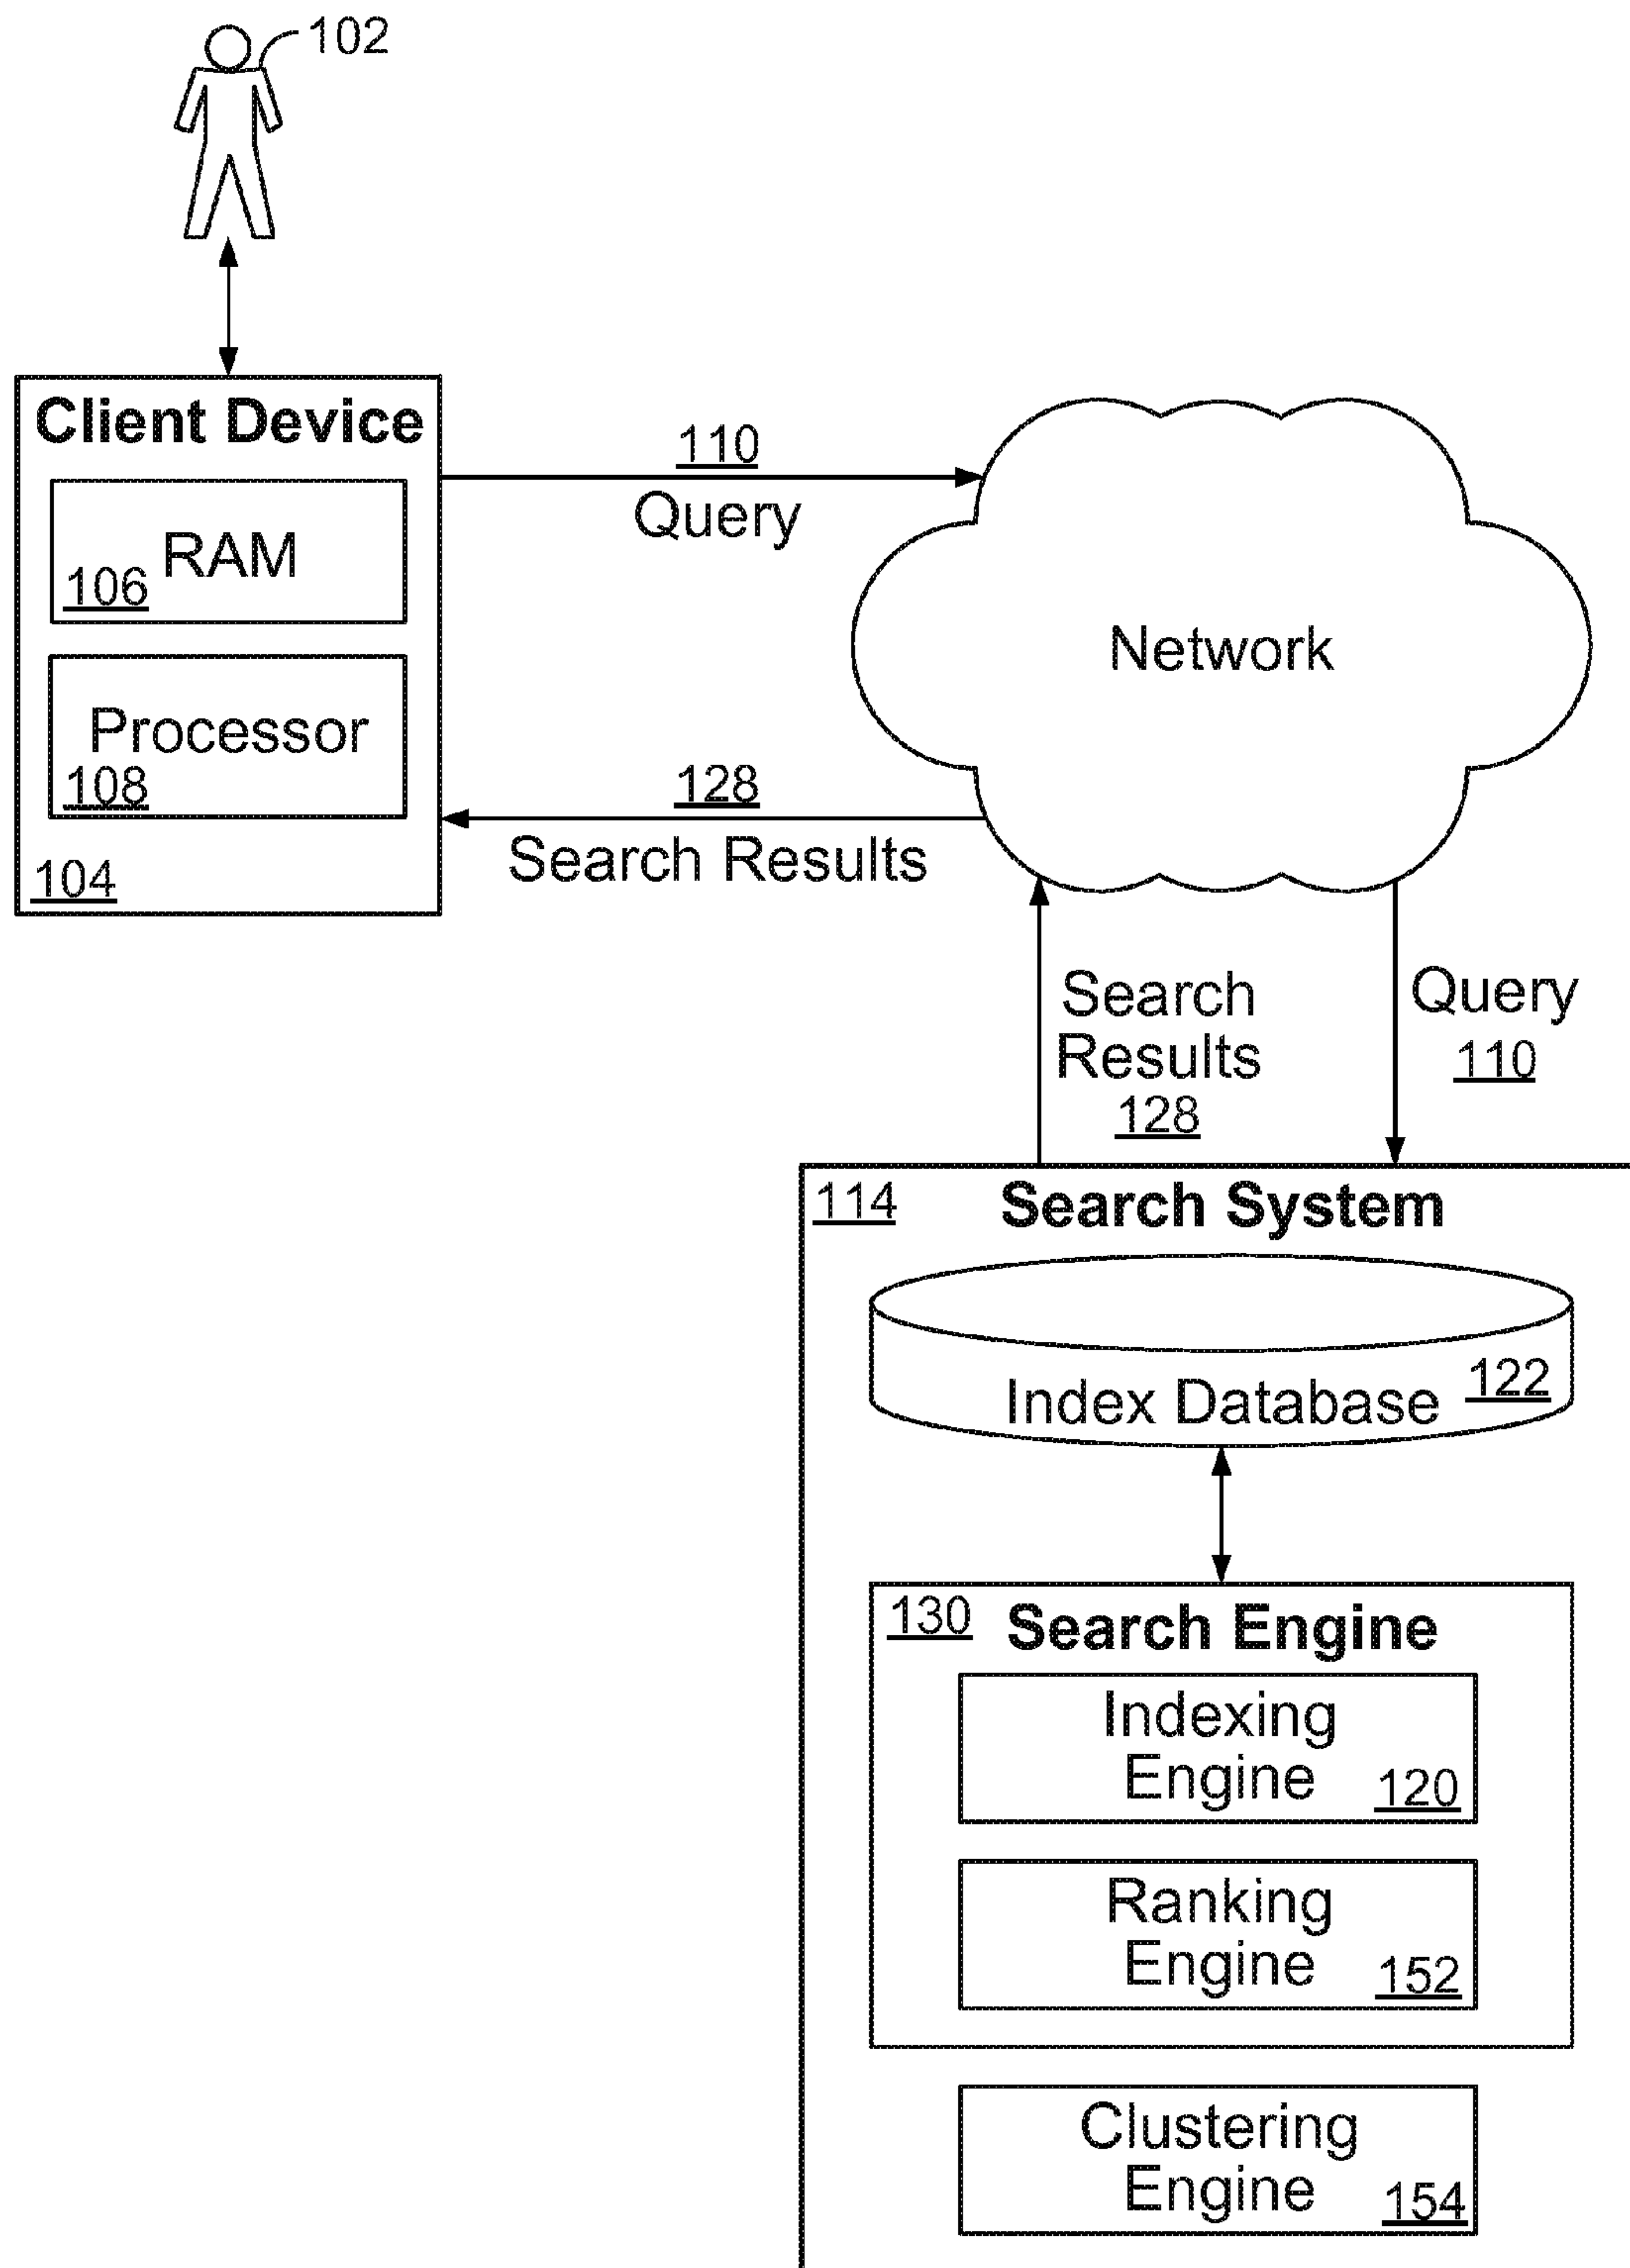 102
Client Device
RAM
106
Processor
108
104
110
Query
128
Search Results
Network
Search
Results
128
Query
110
114
Search System
Index Database
122
130
Search Engine
Indexing
Engine
120
Ranking
Engine
152
Clustering
Engine
154